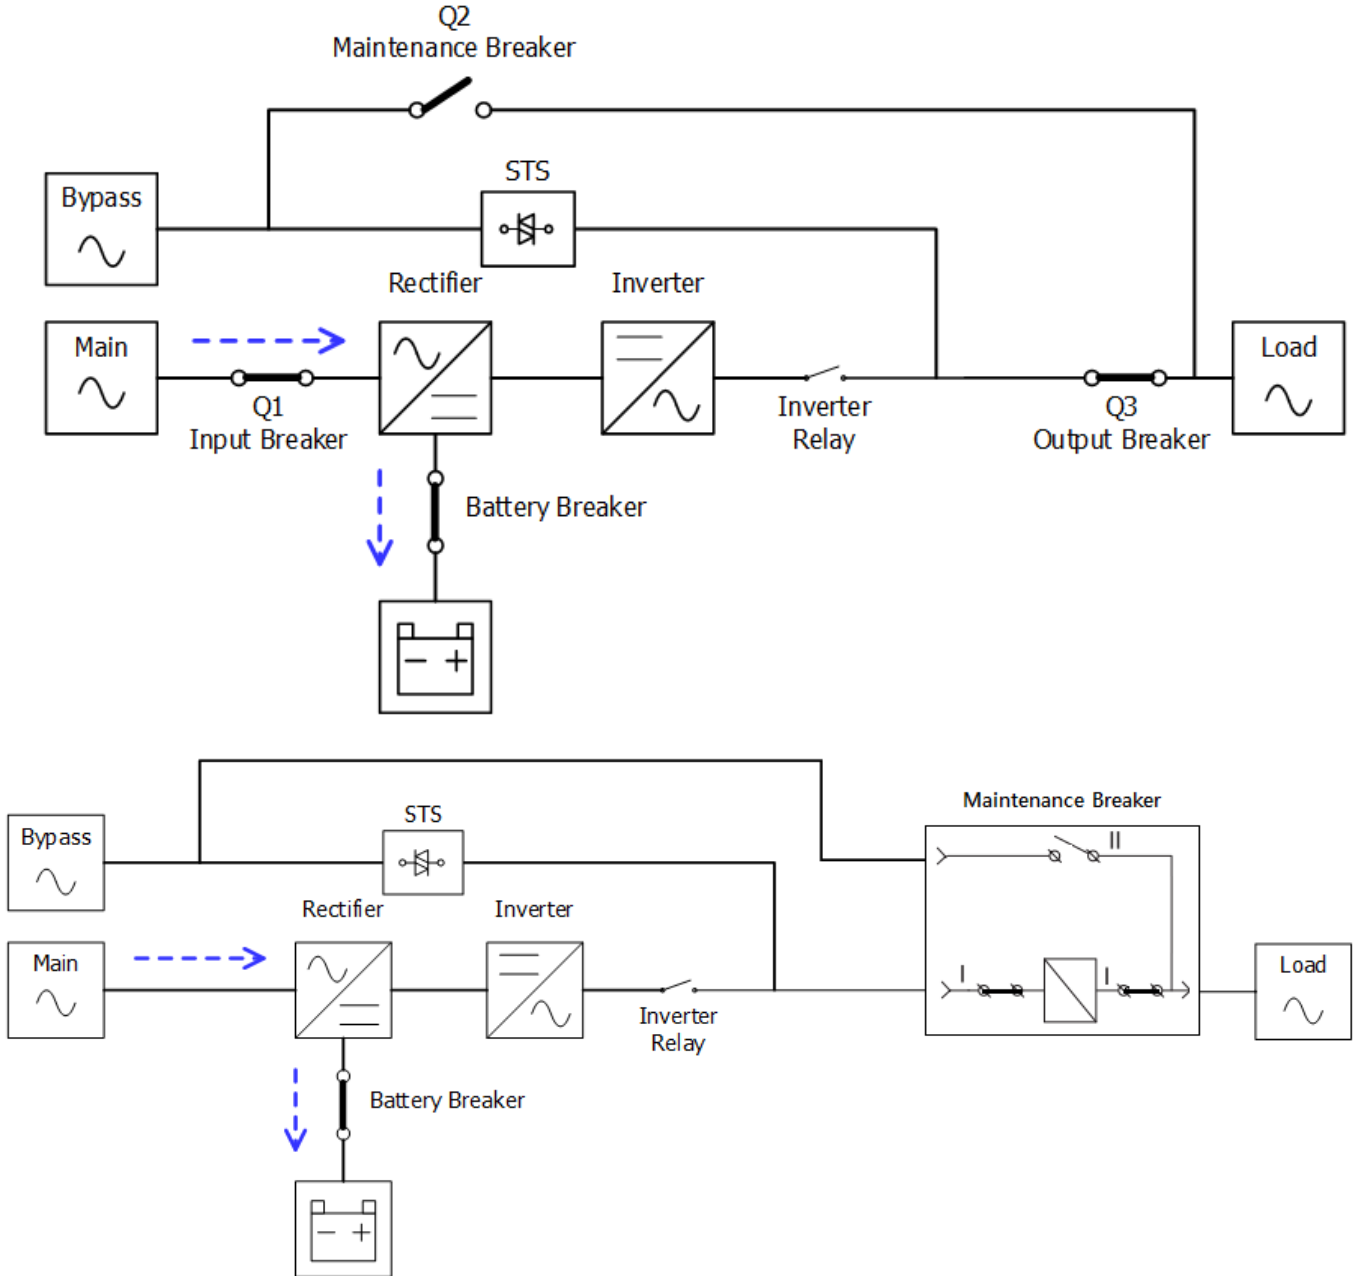 Q2
Maintenance Breaker
STS
Bypass
Rectifier
Inverter
Main
Load
Q1
Input Breaker
Inverter
Relay
Q3
Output Breaker
Battery Breaker
- +
Maintenance Breaker
STS
Bypass
II
Rectifier
Inverter
Main
I
I
Load
Inverter
Relay
Battery Breaker
- +